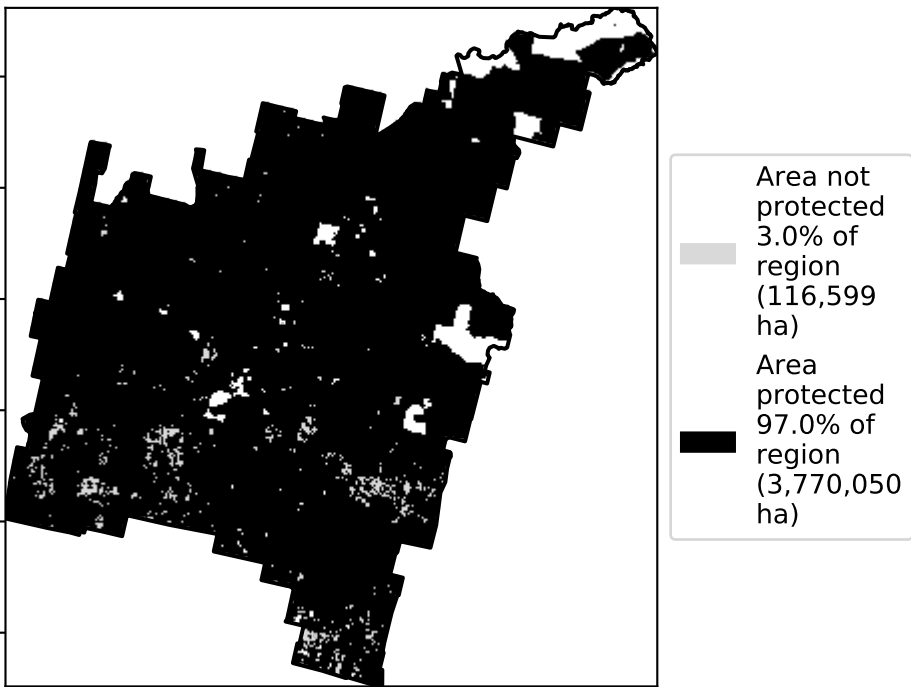 Area not
protected
3.0% of
region
(116,599
ha)
Area
protected
97.0% of
region
(3,770,050
ha)